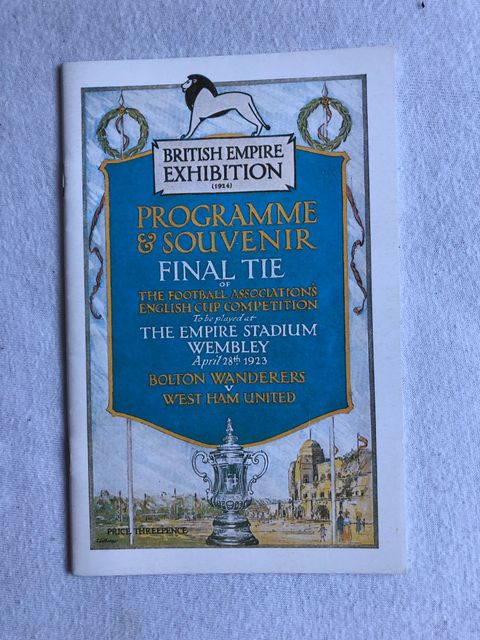 BRITISH EMPIRE
EXHIBITION
(1924)
PROGRAMME
& SOUVENIR
FINAL TIE
OF
THE FOOTBALL ASSOCIATION'S
ENGLISH CUP COMPETITION
To be played at
THE EMPIRE STADIUM
WEMBLEY
April 28th 1923
BOLTON WANDERERS
V
WEST HAM UNITED
PRICE THREEPENCE